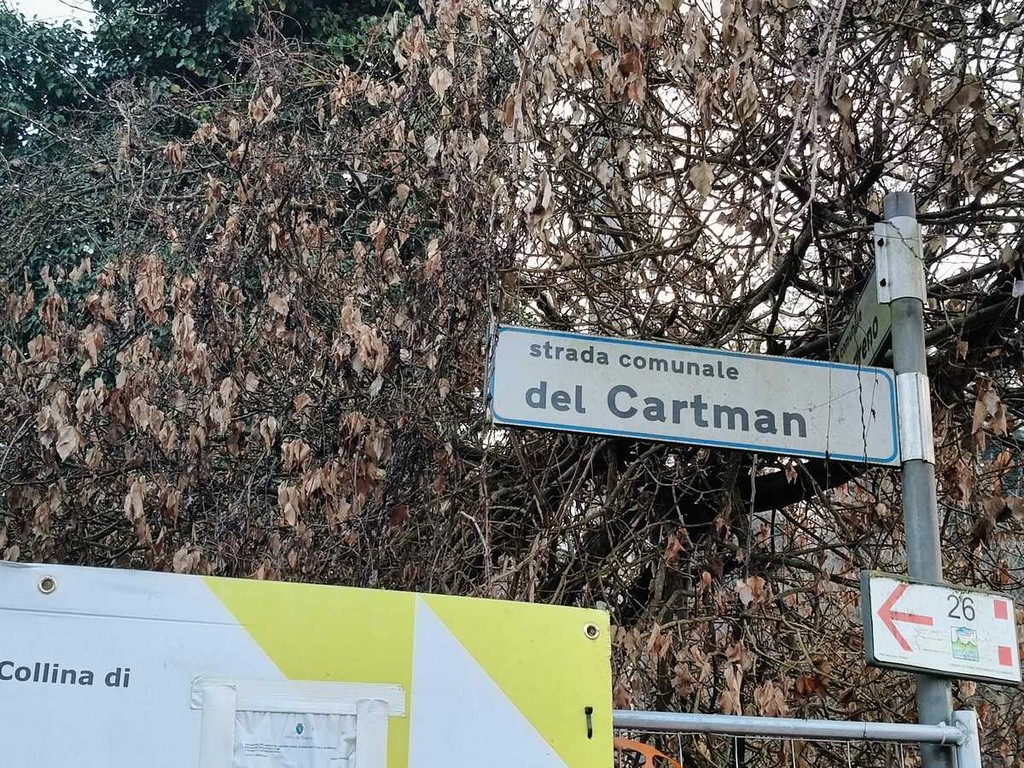 strada comunale
del Cartman
26
Collina di